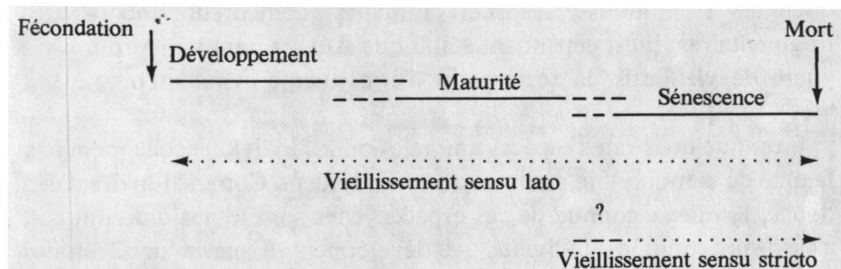 Fécondation
Mort
Développement
Maturité
Sénescence
Vieillissement sensu lato
?
Vieillissement sensu stricto